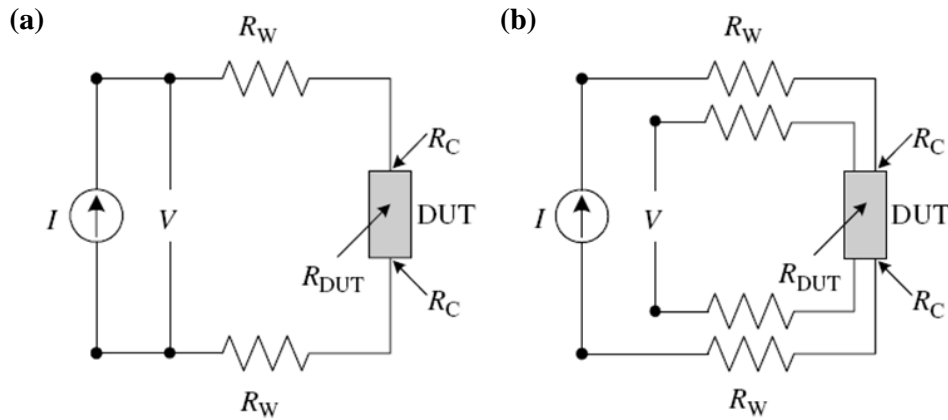 (a)
R_W
I
V
R_C
DUT
R_DUT
R_C
R_W
(b)
R_W
I
V
R_C
DUT
R_DUT
R_C
R_W